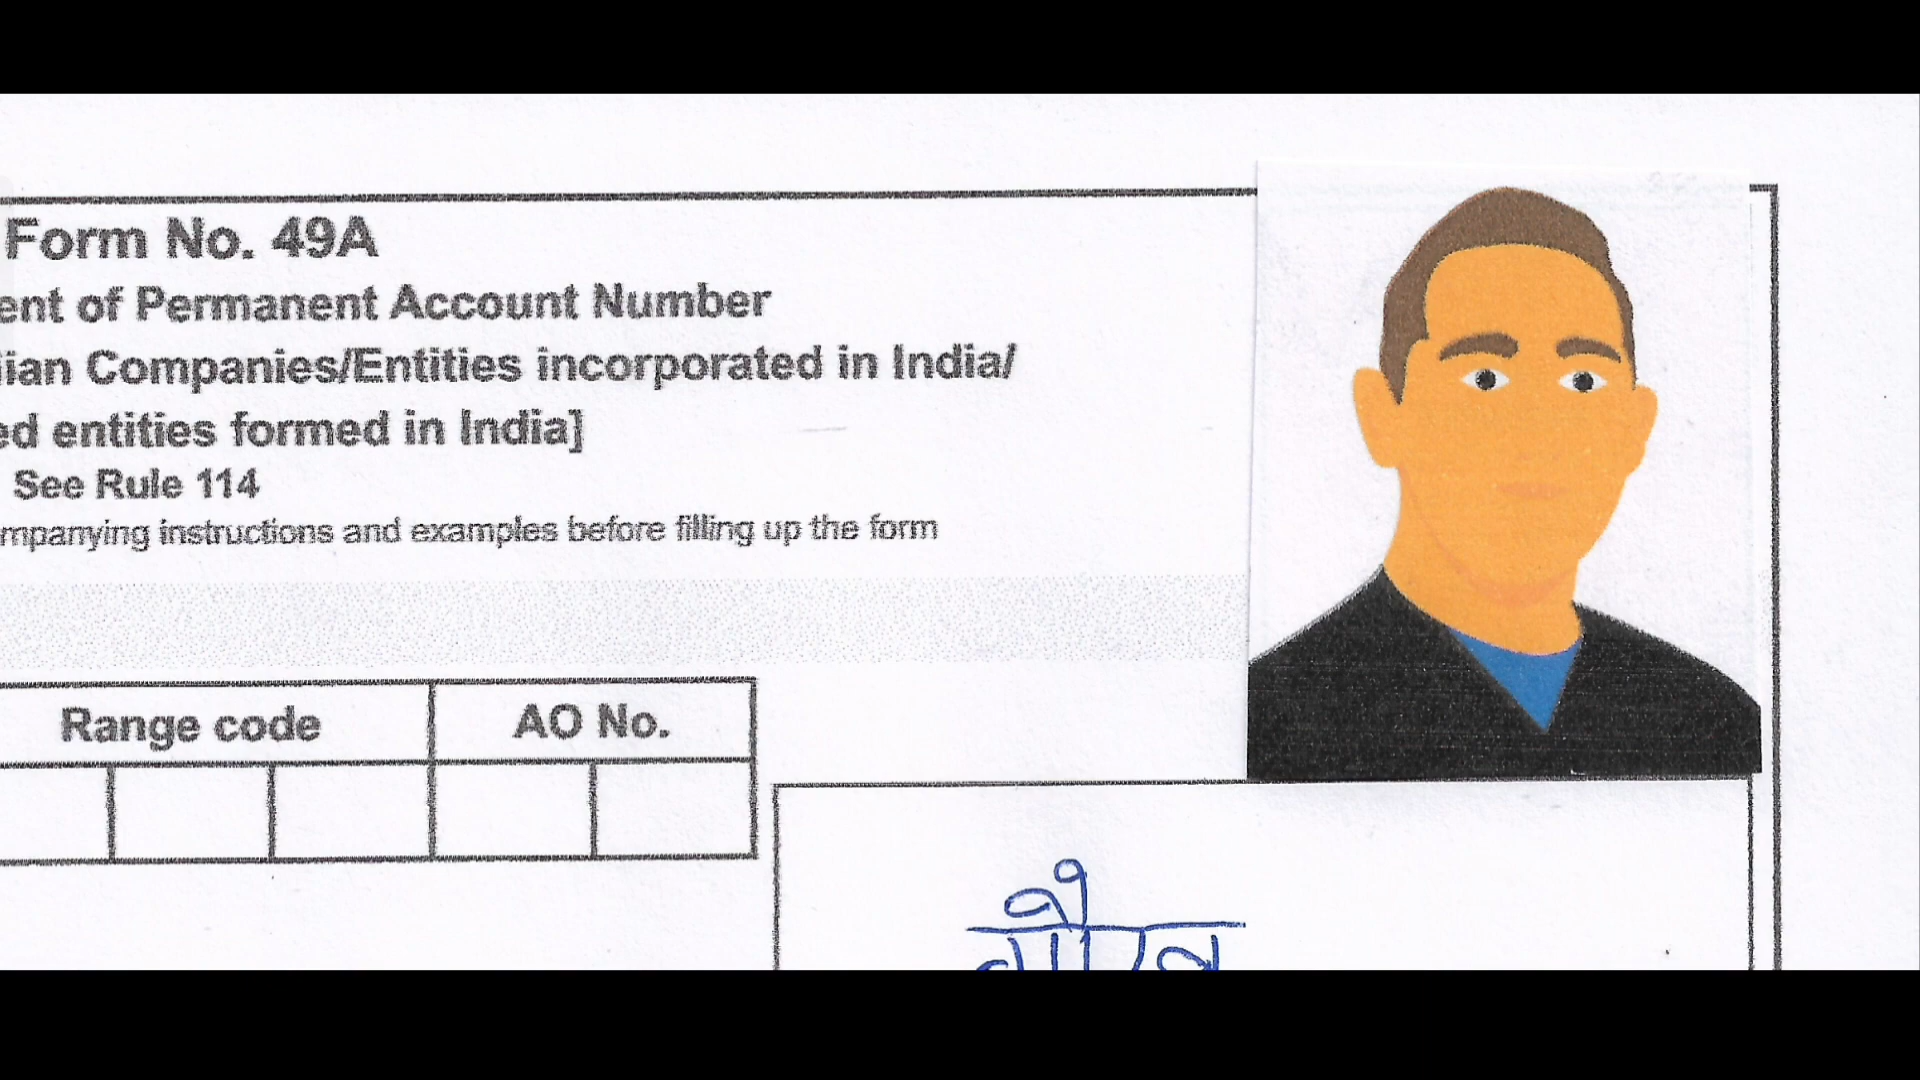 Form No. 49A
ent of Permanent Account Number
ian Companies/Entities incorporated in India/
ed entities formed in India]
See Rule 114
mpanying instructions and examples before filling up the form
Range code
AO No.
गौरव